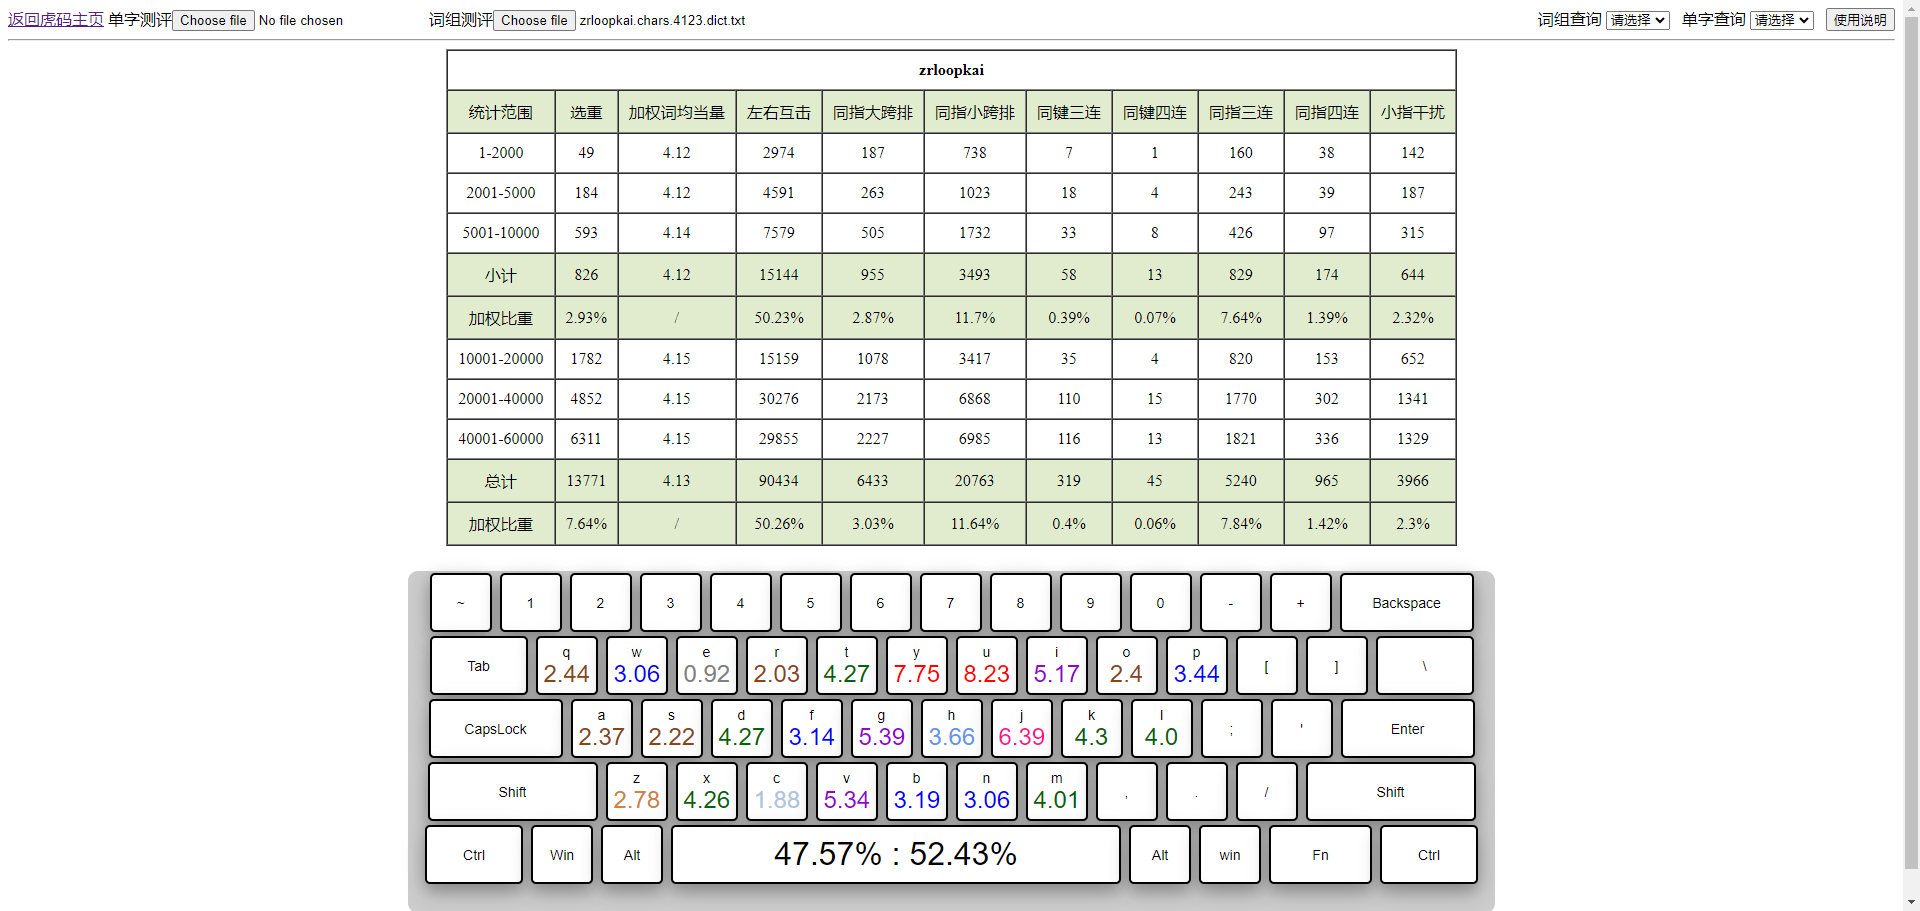 返回虎码主页 单字测评 Choose file No file chosen 词组测评 Choose file zrloopkai.chars.4123.dict.txt 词组查询 请选择 单字查询 请选择 使用说明
zrloopkai
统计范围 选重 加权词均当量 左右互击 同指大跨排 同指小跨排 同键三连 同键四连 同指三连 同指四连 小指干扰
1-2000 49 4.12 2974 187 738 7 1 160 38 142
2001-5000 184 4.12 4591 263 1023 18 4 243 39 187
5001-10000 593 4.14 7579 505 1732 33 8 426 97 315
小计 826 4.12 15144 955 3493 58 13 829 174 644
加权比重 2.93% / 50.23% 2.87% 11.7% 0.39% 0.07% 7.64% 1.39% 2.32%
10001-20000 1782 4.15 15159 1078 3417 35 4 820 153 652
20001-40000 4852 4.15 30276 2173 6868 110 15 1770 302 1341
40001-60000 6311 4.15 29855 2227 6985 116 13 1821 336 1329
总计 13771 4.13 90434 6433 20763 319 45 5240 965 3966
加权比重 7.64% / 50.26% 3.03% 11.64% 0.4% 0.06% 7.84% 1.42% 2.3%
~ 1 2 3 4 5 6 7 8 9 0 - + Backspace
q w e r t y u i o p
Tab 2.44 3.06 0.92 2.03 4.27 7.75 8.23 5.17 2.4 3.44 [ ] \
a s d f g h j k l
CapsLock 2.37 2.22 4.27 3.14 5.39 3.66 6.39 4.3 4.0 ; ' Enter
z x c v b n m
Shift 2.78 4.26 1.88 5.34 3.19 3.06 4.01 , . / Shift
Ctrl Win Alt 47.57% : 52.43% Alt win Fn Ctrl